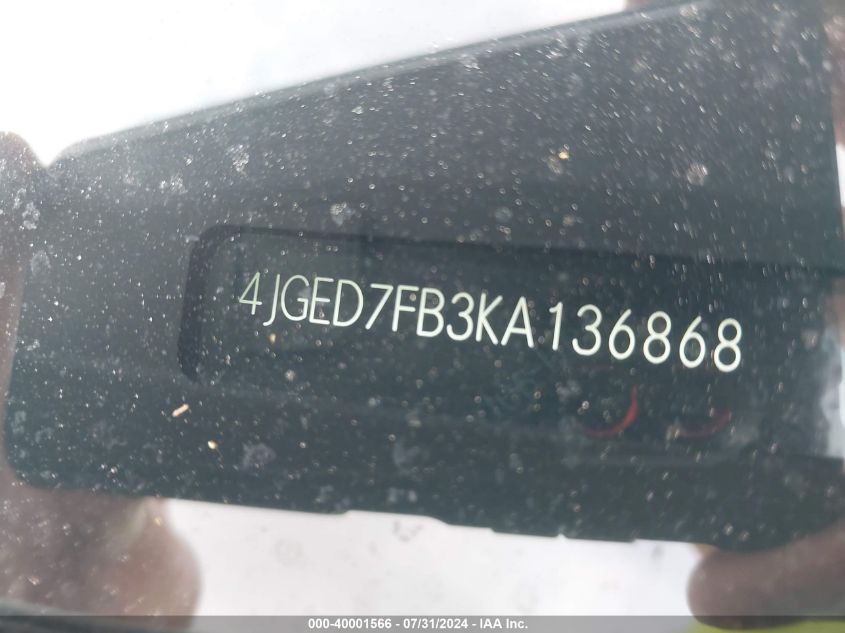 4JGED7FB3KA136868
000-40001566 - 07/31/2024 - IAA Inc.